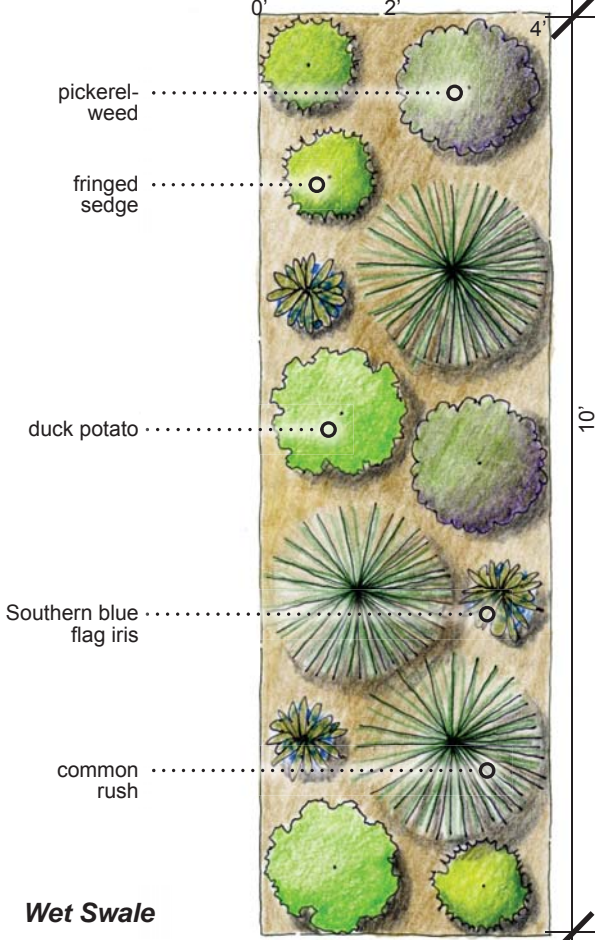 0’ 2’
4’
pickerel-
weed
fringed
sedge
duck potato
10’
Southern blue
flag iris
common
rush
Wet Swale